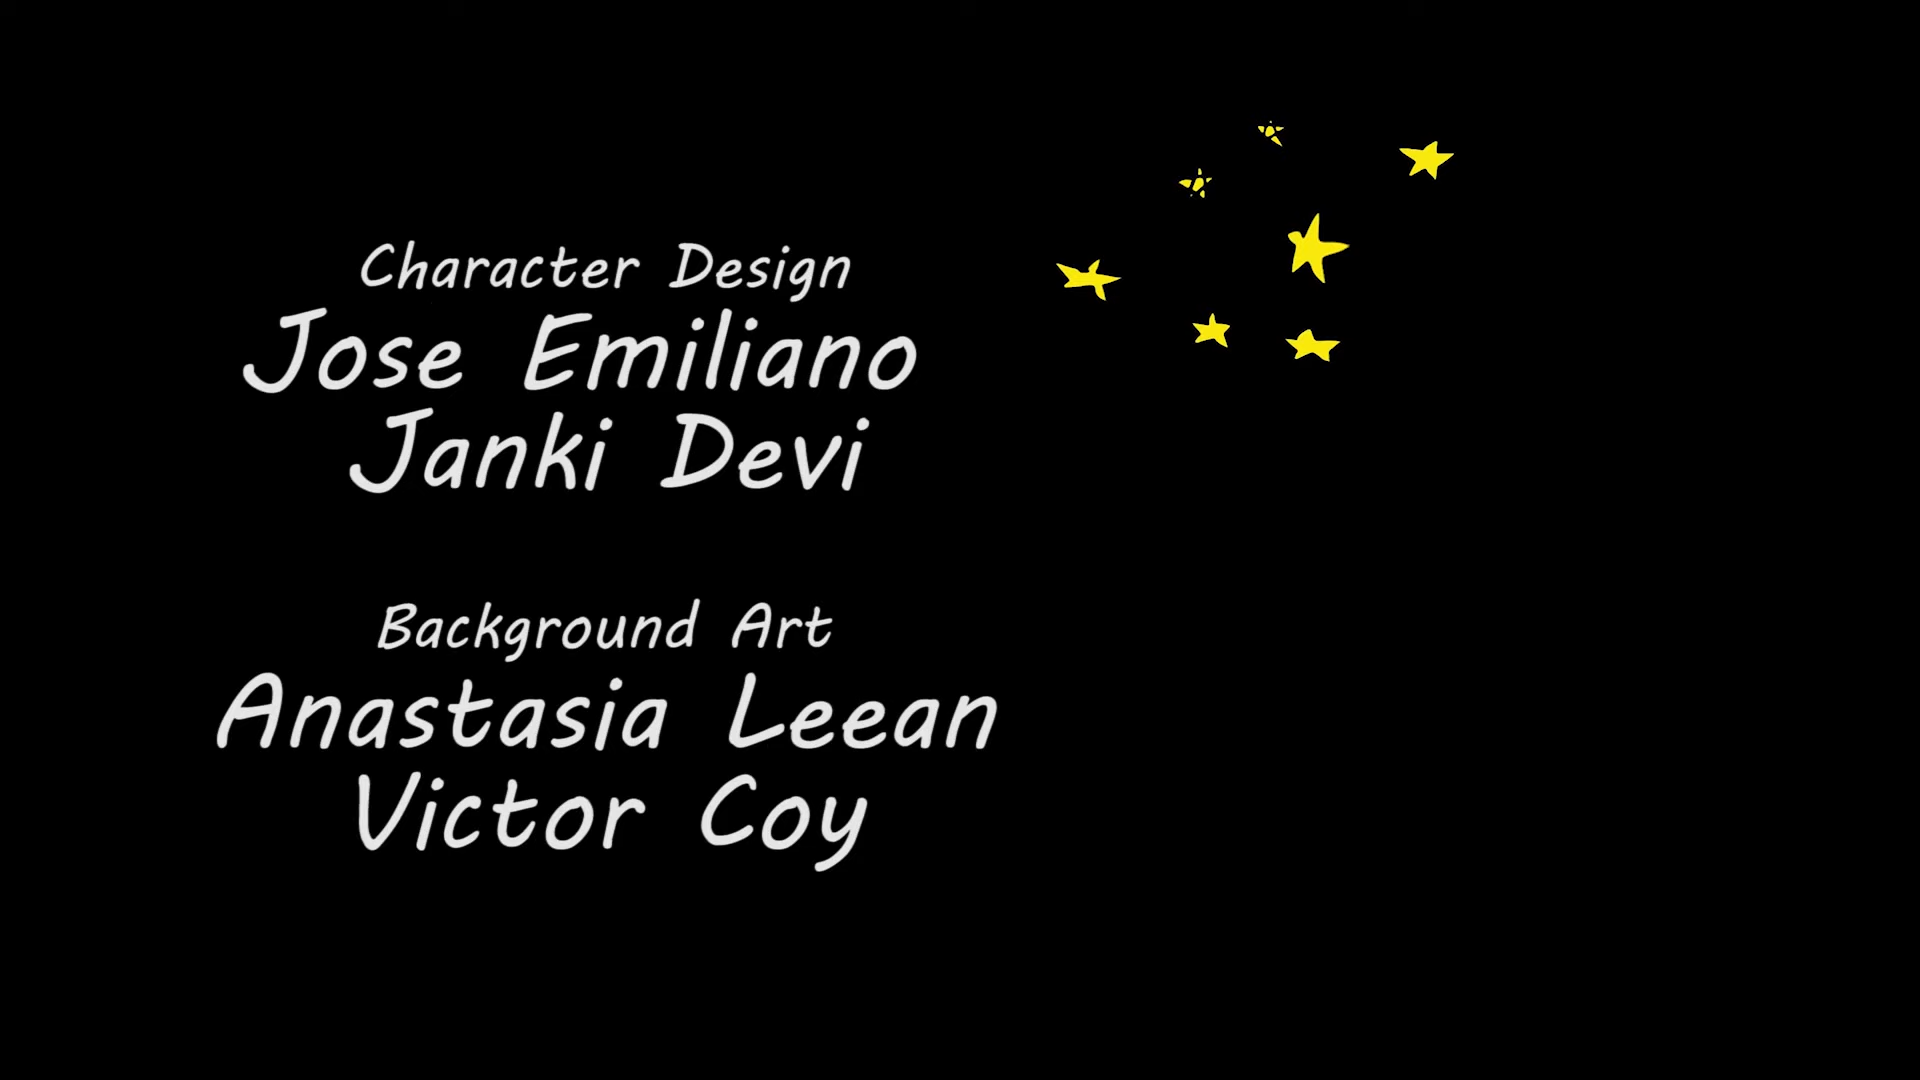 Character Design
Jose Emiliano
Janki Devi
Background Art
Anastasia Leean
Victor Coy